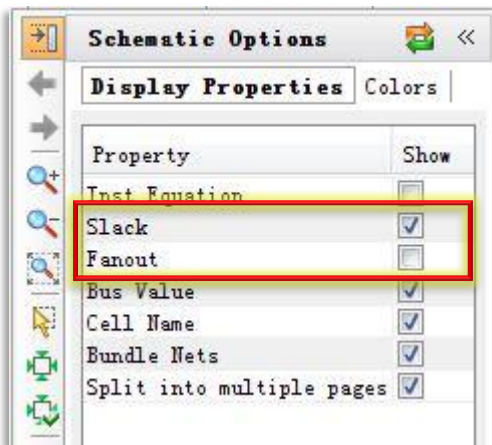 Schematic Options
Display Properties Colors
Property Show
Inst Equation
Slack
Fanout
Bus Value
Cell Name
Bundle Nets
Split into multiple pages